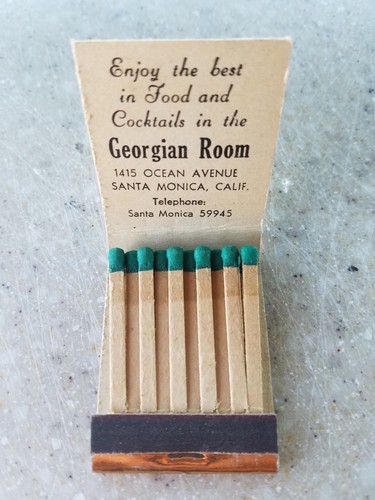 Enjoy the best
in Food and
Cocktails in the
Georgian Room
1415 OCEAN AVENUE
SANTA MONICA, CALIF.
Telephone:
Santa Monica 59945